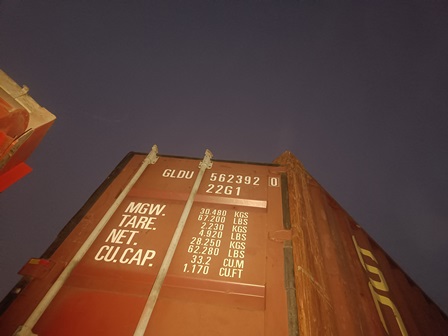 GLDU 562392 0
22G1
MGW. 30.480 KGS
67.200 LBS
TARE. 2.230 KGS
4.920 LBS
NET. 28.250 KGS
62.280 LBS
CU.CAP. 33.2 CU.M
1.170 CU.FT